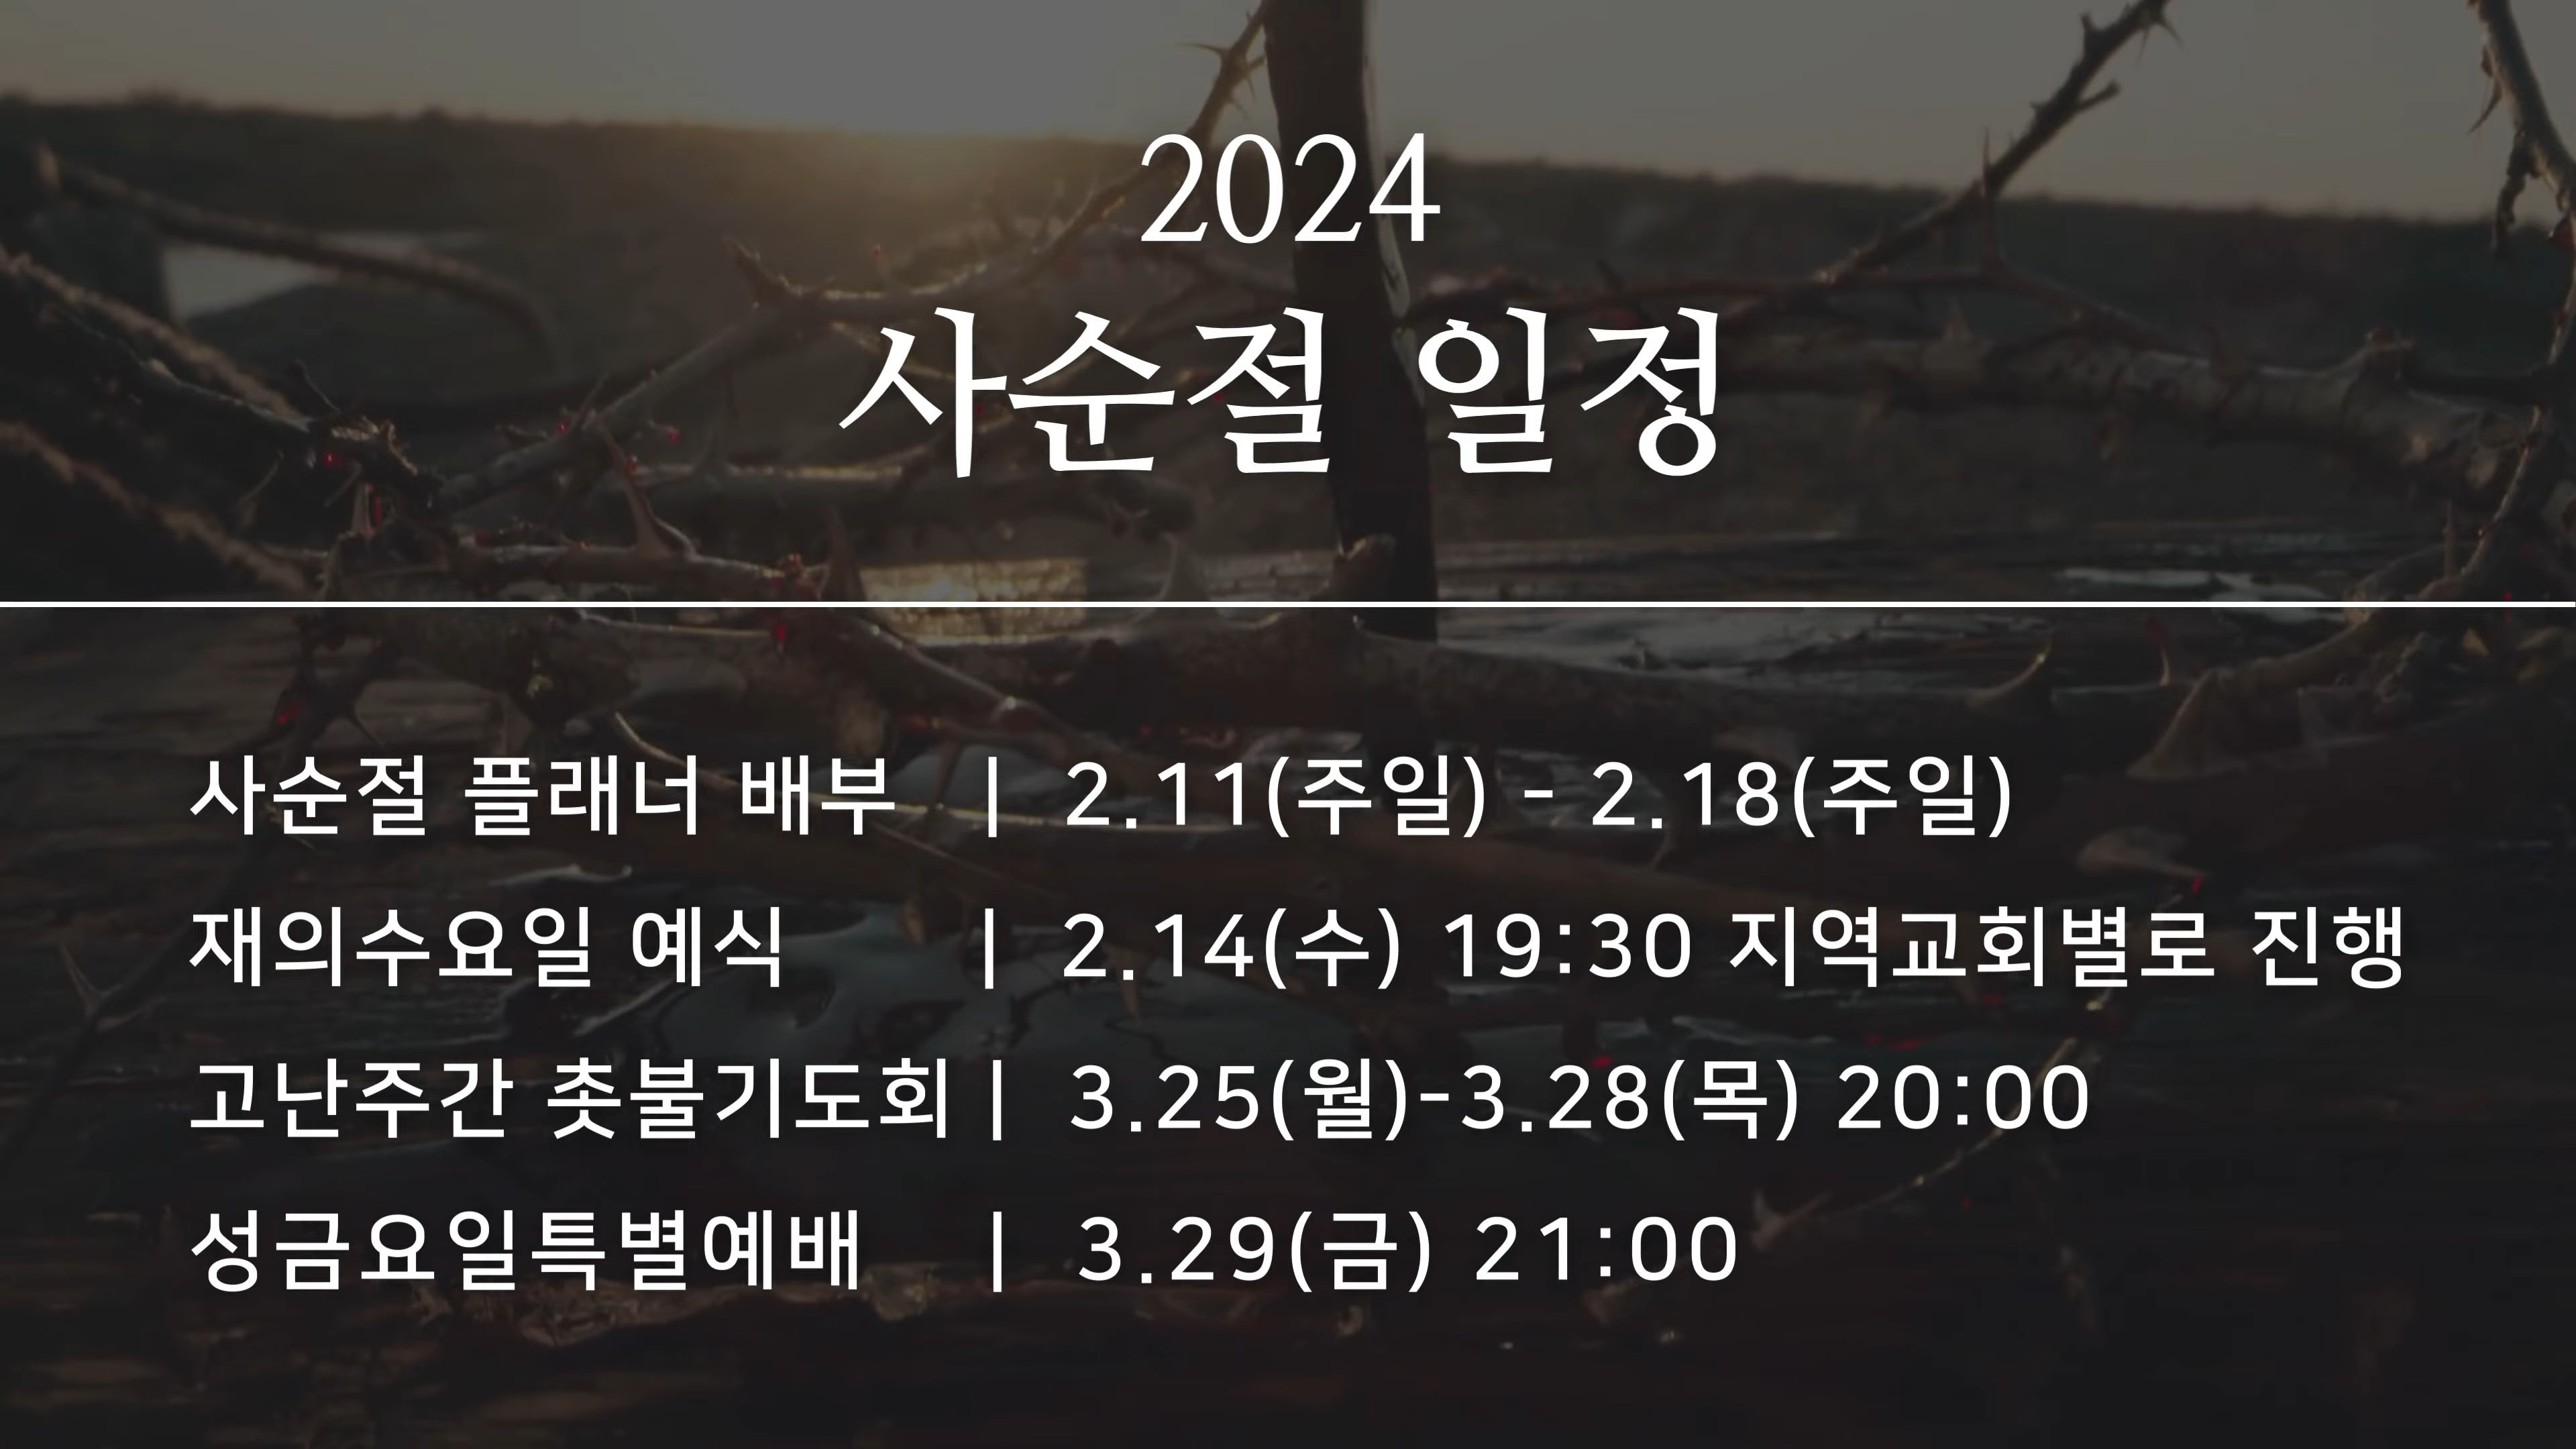 2024
사순절 일정
사순절 플래너 배부 | 2.11(주일) - 2.18(주일)
재의수요일 예식 | 2.14(수) 19:30 지역교회별로 진행
고난주간 촛불기도회 | 3.25(월)-3.28(목) 20:00
성금요일특별예배 | 3.29(금) 21:00